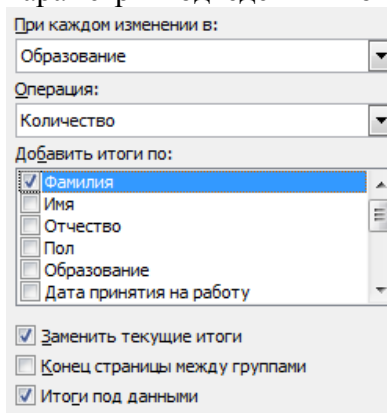 При каждом изменении в:
Образование
Операция:
Количество
Добавить итоги по:
Фамилия
Имя
Отчество
Пол
Образование
Дата принятия на работу
Заменить текущие итоги
Конец страницы между группами
Итоги под данными